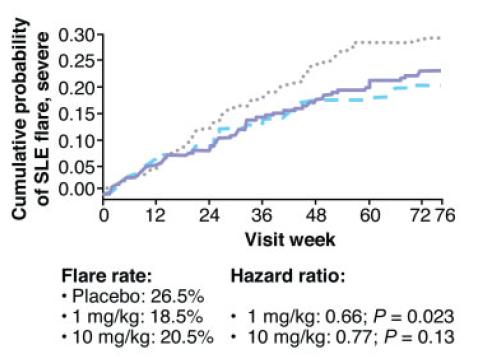 Cumulative probability
of SLE flare, severe
0.30
0.25
0.20
0.15
0.10
0.05
0.00
0 12 24 36 48 60 72 76
Visit week
Flare rate:
• Placebo: 26.5%
• 1 mg/kg: 18.5%
• 10 mg/kg: 20.5%
Hazard ratio:
• 1 mg/kg: 0.66; P = 0.023
• 10 mg/kg: 0.77; P = 0.13